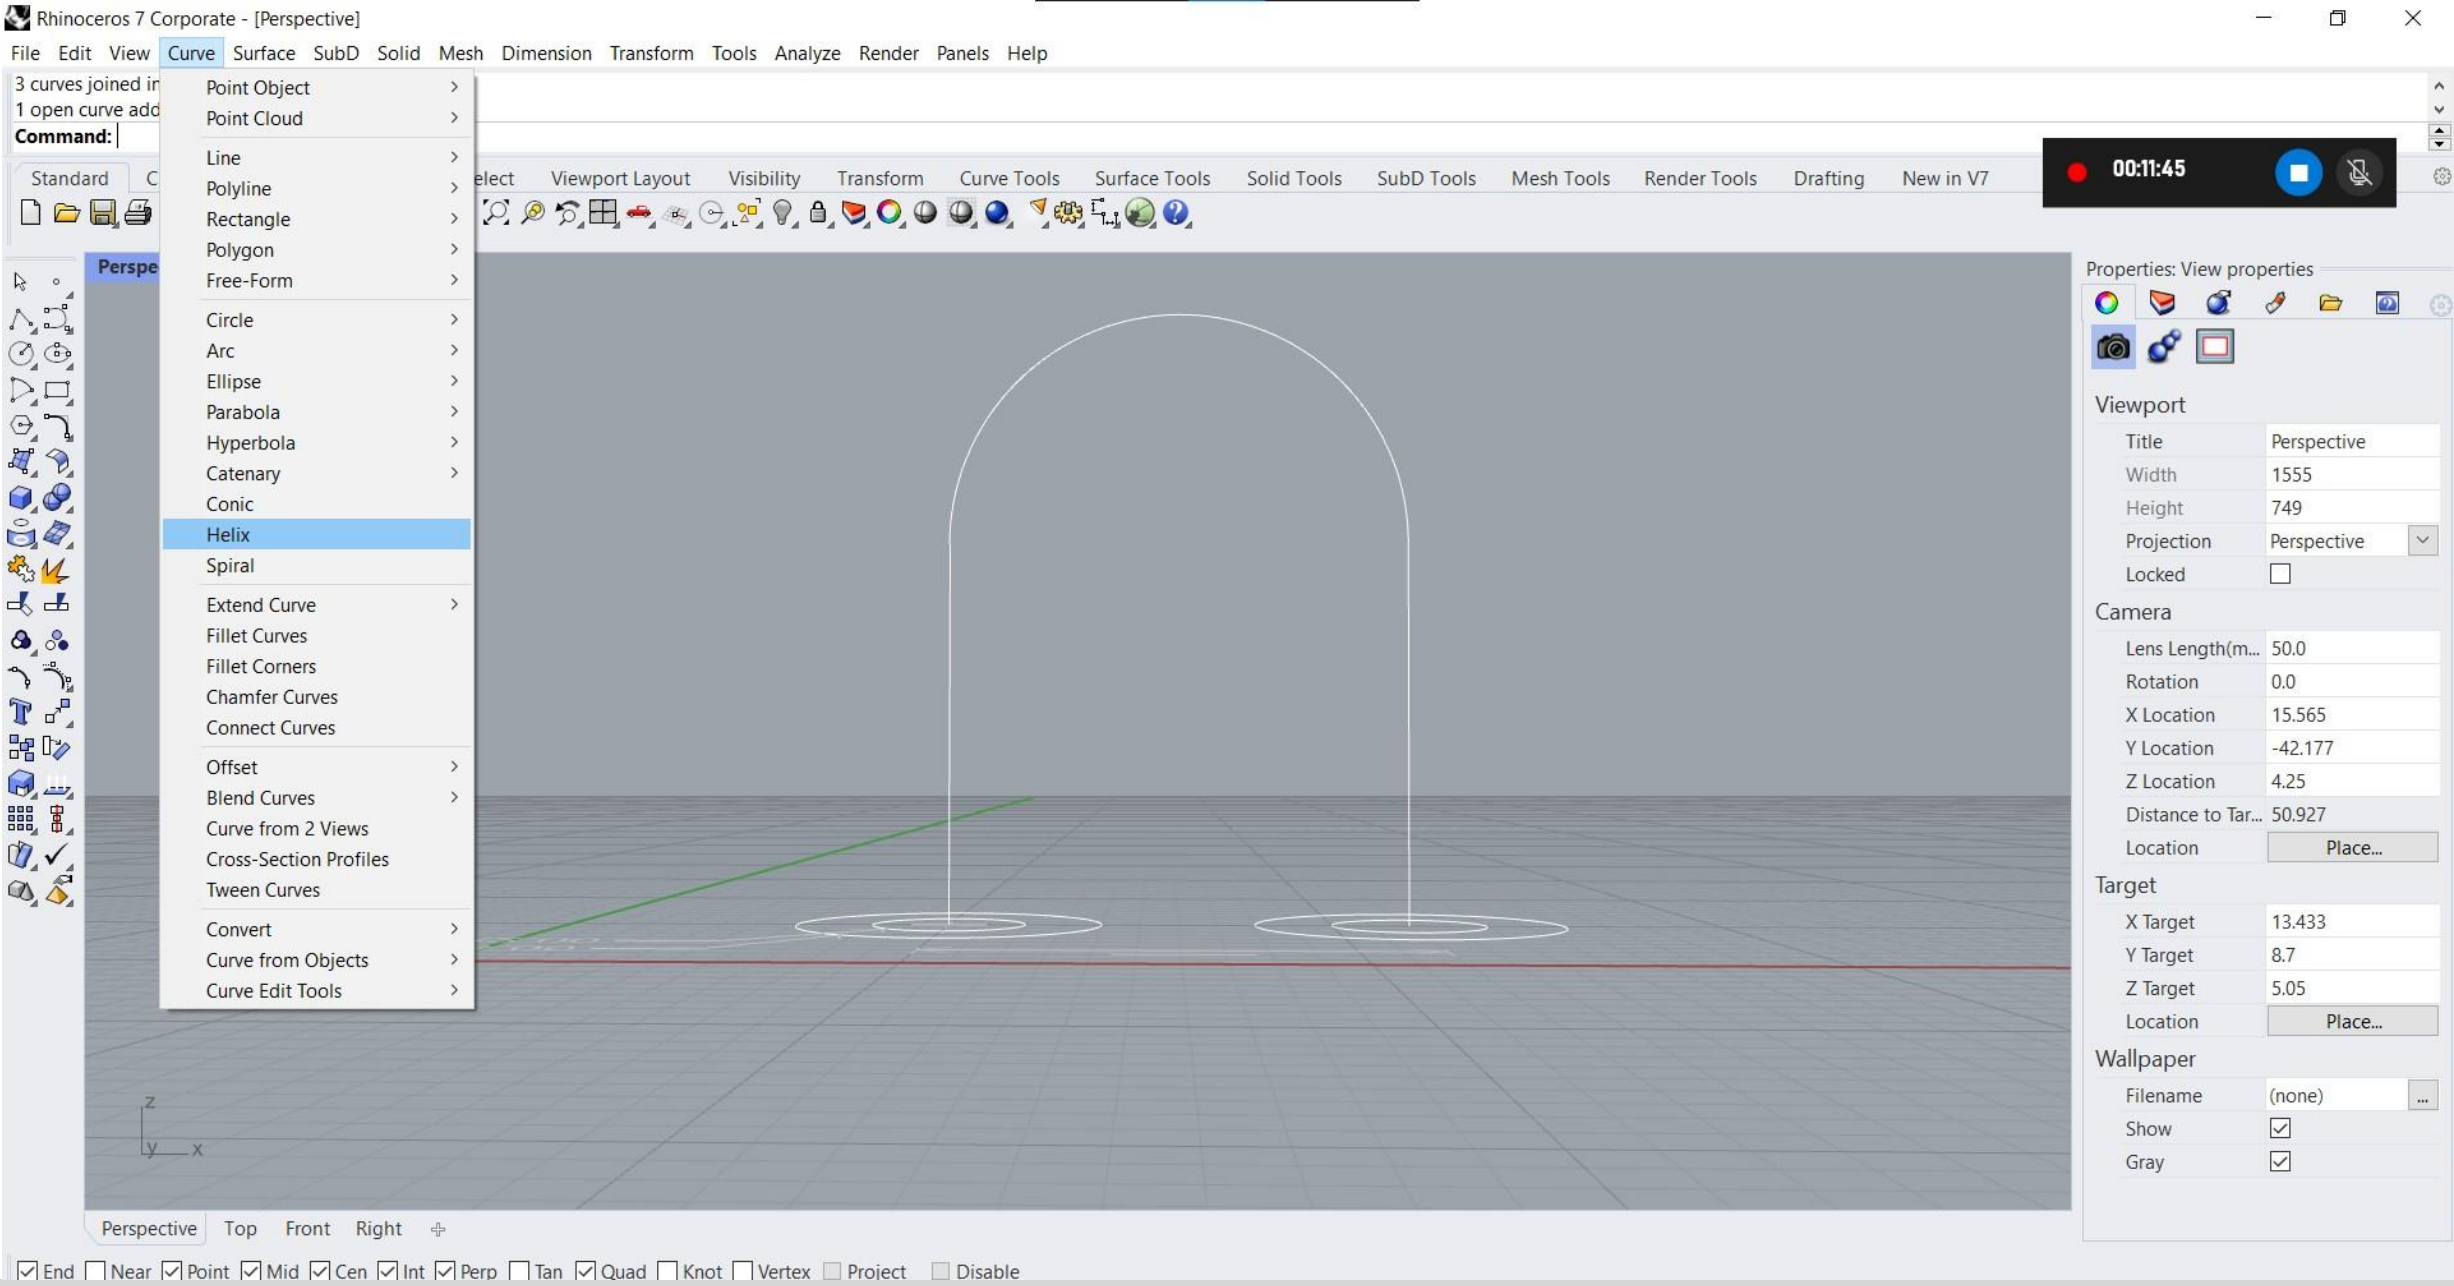 Rhinoceros 7 Corporate - [Perspective]
File Edit View Curve Surface SubD Solid Mesh Dimension Transform Tools Analyze Render Panels Help
3 curves joined in
1 open curve add
Command:
00:11:45
Standard C elect Viewport Layout Visibility Transform Curve Tools Surface Tools Solid Tools SubD Tools Mesh Tools Render Tools Drafting New in V7
Point Object
Point Cloud
Line
Polyline
Rectangle
Polygon
Free-Form
Circle
Arc
Ellipse
Parabola
Hyperbola
Catenary
Conic
Helix
Spiral
Extend Curve
Fillet Curves
Fillet Corners
Chamfer Curves
Connect Curves
Offset
Blend Curves
Curve from 2 Views
Cross-Section Profiles
Tween Curves
Convert
Curve from Objects
Curve Edit Tools
Perspe
z
y x
Properties: View properties
Viewport
Title Perspective
Width 1555
Height 749
Projection Perspective
Locked
Camera
Lens Length(m... 50.0
Rotation 0.0
X Location 15.565
Y Location -42.177
Z Location 4.25
Distance to Tar... 50.927
Location Place...
Target
X Target 13.433
Y Target 8.7
Z Target 5.05
Location Place...
Wallpaper
Filename (none) ...
Show
Gray
Perspective Top Front Right
End Near Point Mid Cen Int Perp Tan Quad Knot Vertex Project Disable